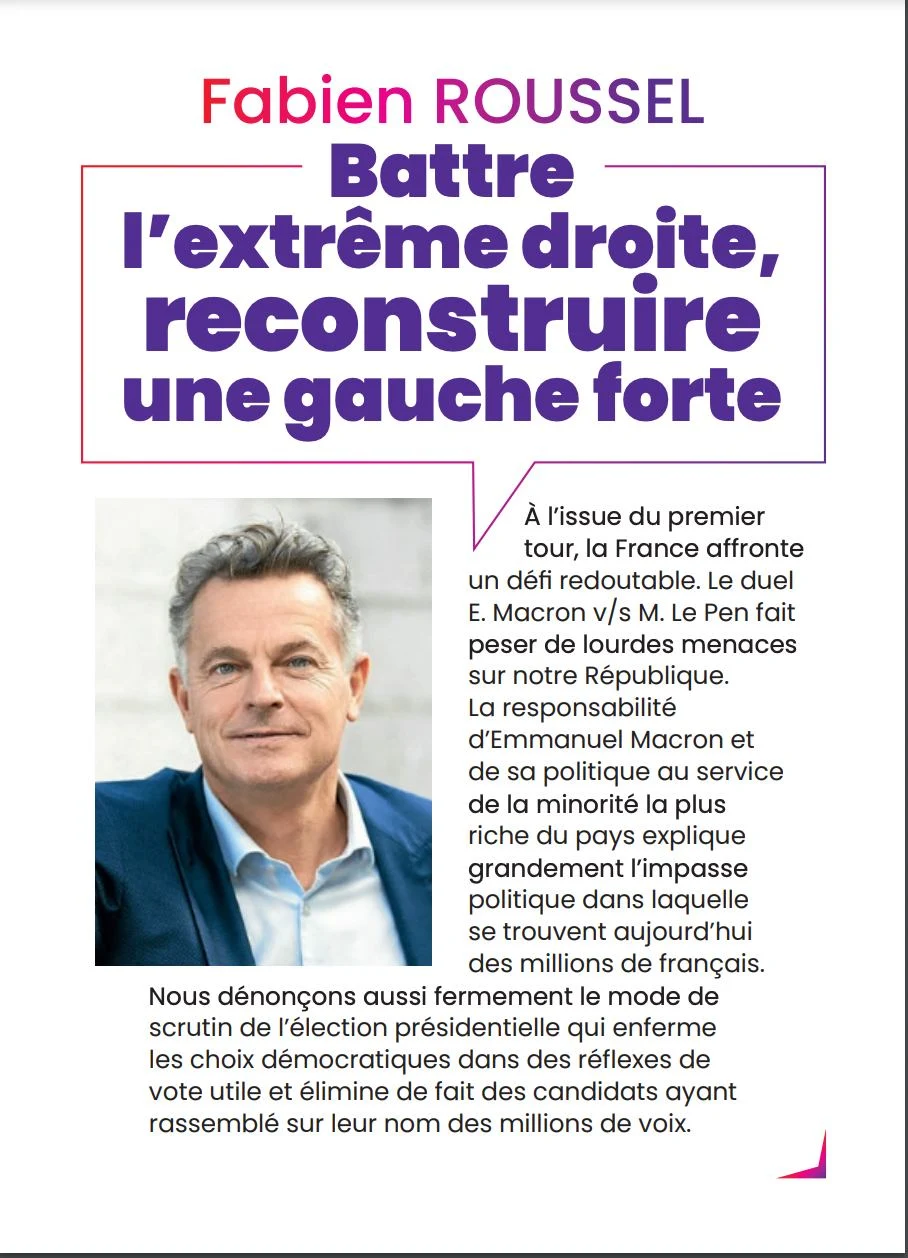 Fabien ROUSSEL
Battre
l’extrême droite,
reconstruire
une gauche forte
À l’issue du premier
tour, la France affronte
un défi redoutable. Le duel
E. Macron v/s M. Le Pen fait
peser de lourdes menaces
sur notre République.
La responsabilité
d’Emmanuel Macron et
de sa politique au service
de la minorité la plus
riche du pays explique
grandement l’impasse
politique dans laquelle
se trouvent aujourd’hui
des millions de français.
Nous dénonçons aussi fermement le mode de
scrutin de l’élection présidentielle qui enferme
les choix démocratiques dans des réflexes de
vote utile et élimine de fait des candidats ayant
rassemblé sur leur nom des millions de voix.